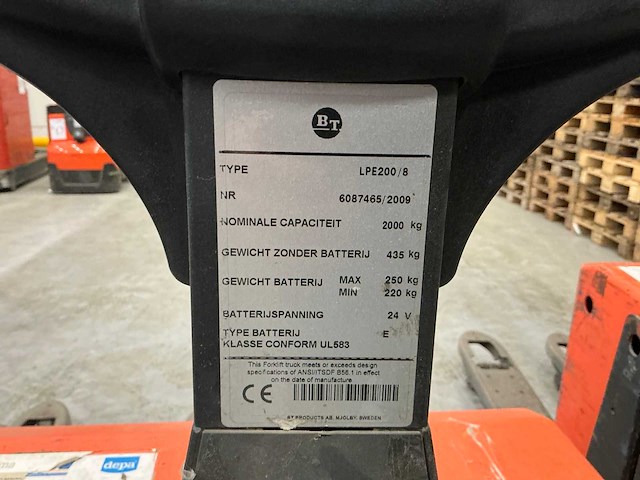 BT
TYPE LPE200/8
NR 6087465/2009
NOMINALE CAPACITEIT 2000 kg
GEWICHT ZONDER BATTERIJ 435 kg
GEWICHT BATTERIJ MAX 250 kg
MIN 220 kg
BATTERIJSPANNING 24 V
TYPE BATTERIJ E
KLASSE CONFORM UL583
This Forklift truck meets or exceeds design
specifications of ANSI/ITSDF B56.1 in effect
on the date of manufacture
CE
BT PRODUCTS AB, MJÖLBY, SWEDEN
depa